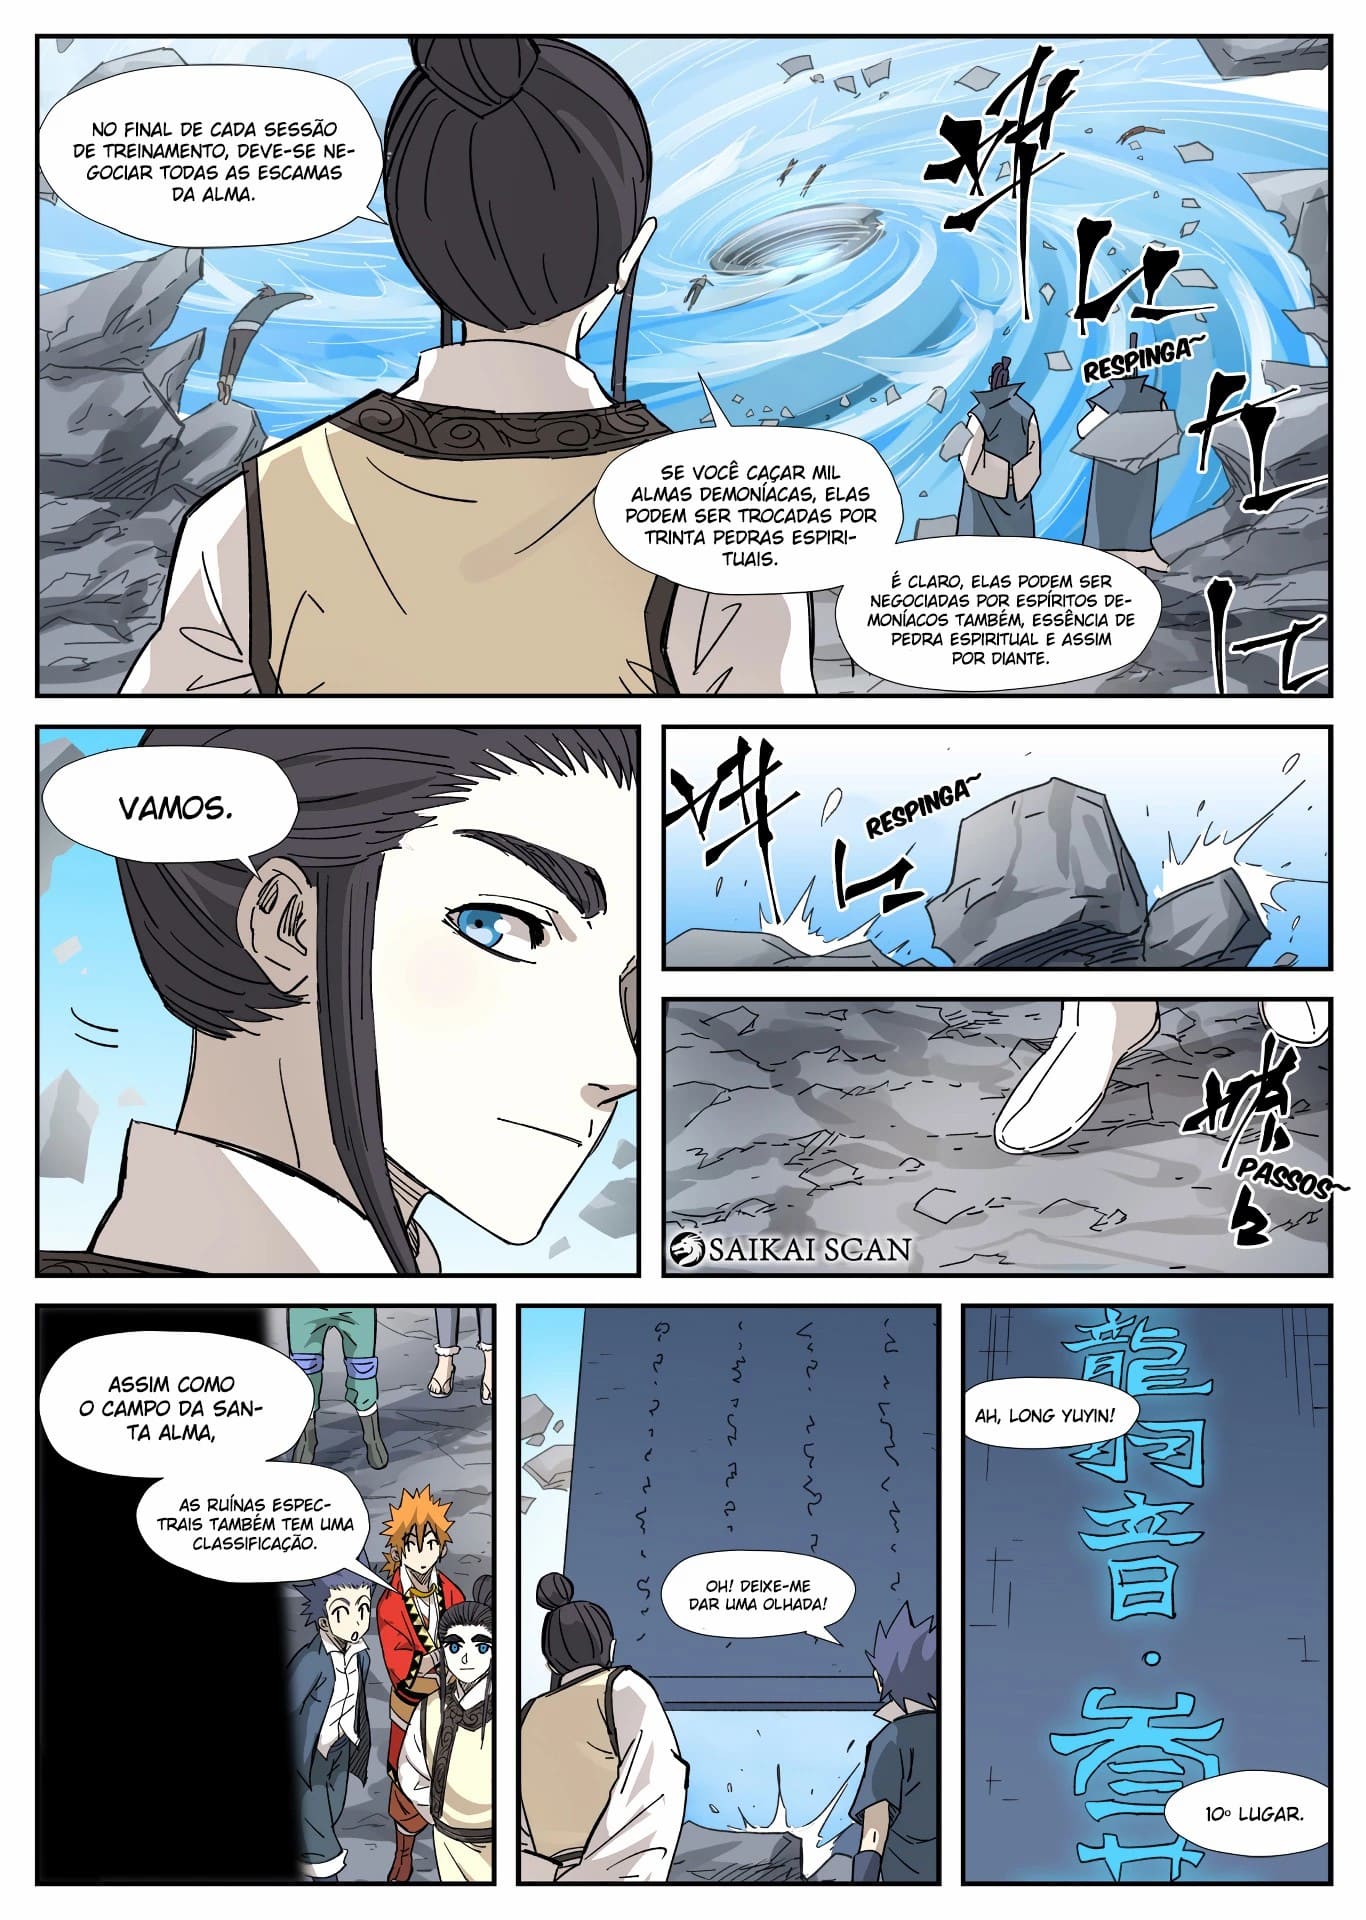 NO FINAL DE CADA SESSÃO
DE TREINAMENTO, DEVE-SE NE-
GOCIAR TODAS AS ESCAMAS
DA ALMA.
RESPINGA~
SE VOCÊ CAÇAR MIL
ALMAS DEMONÍACAS, ELAS
PODEM SER TROCADAS POR
TRINTA PEDRAS ESPIRI-
TUAIS.
É CLARO, ELAS PODEM SER
NEGOCIADAS POR ESPÍRITOS DE-
MONÍACOS TAMBÉM, ESSÊNCIA DE
PEDRA ESPIRITUAL E ASSIM
POR DIANTE.
VAMOS.
RESPINGA~
PASSOS~
SAIKAI SCAN
ASSIM COMO
O CAMPO DA SAN-
TA ALMA,
AS RUÍNAS ESPEC-
TRAIS TAMBÉM TEM UMA
CLASSIFICAÇÃO.
OH! DEIXE-ME
DAR UMA OLHADA!
AH, LONG YUYIN!
音·叁
10º LUGAR.